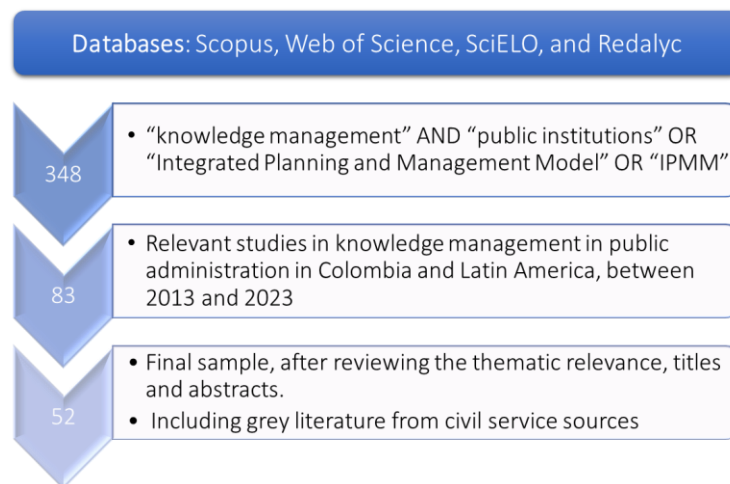 Databases: Scopus, Web of Science, SciELO, and Redalyc
348
• “knowledge management” AND “public institutions” OR
“Integrated Planning and Management Model” OR “IPMM”
83
• Relevant studies in knowledge management in public
administration in Colombia and Latin America, between
2013 and 2023
52
• Final sample, after reviewing the thematic relevance, titles
and abstracts.
• Including grey literature from civil service sources